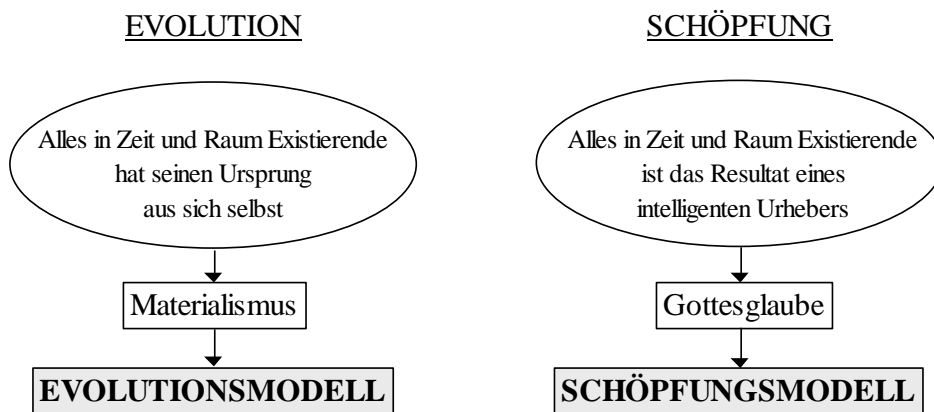 EVOLUTION
Alles in Zeit und Raum Existierende
hat seinen Ursprung
aus sich selbst
Materialismus
EVOLUTIONSMODELL
SCHÖPFUNG
Alles in Zeit und Raum Existierende
ist das Resultat eines
intelligenten Urhebers
Gottesglaube
SCHÖPFUNGSMODELL